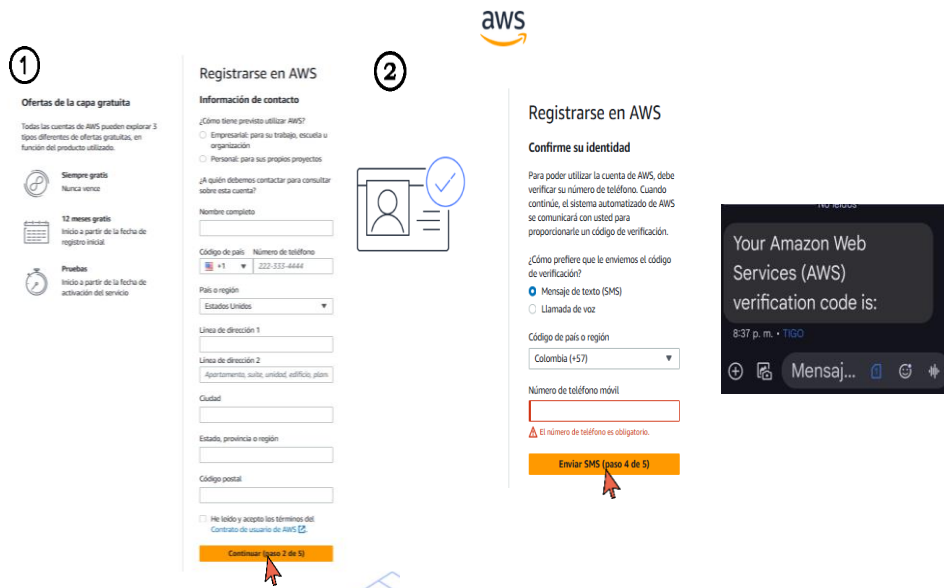 aws
1
Ofertas de la capa gratuita
Todas las cuentas de AWS pueden explorar 3
tipos diferentes de ofertas gratuitas, en
función del producto utilizado.
Siempre gratis
Nunca vence
12 meses gratis
Inicio a partir de la fecha de
registro inicial
Pruebas
Inicio a partir de la fecha de
activación del servicio
Registrarse en AWS
Información de contacto
¿Cómo tiene previsto utilizar AWS?
Empresarial: para su trabajo, escuela u
organización
Personal: para sus propios proyectos
¿A quién debemos contactar para consultar
sobre esta cuenta?
Nombre completo
Código de país Número de teléfono
+1 222-333-4444
País o región
Estados Unidos
Línea de dirección 1
Línea de dirección 2
Apartamento, suite, unidad, edificio, plan
Ciudad
Estado, provincia o región
Código postal
He leído y acepto los términos del
Contrato de usuario de AWS
Continuar (paso 2 de 5)
2
Registrarse en AWS
Confirme su identidad
Para poder utilizar la cuenta de AWS, debe
verificar su número de teléfono. Cuando
continúe, el sistema automatizado de AWS
se comunicará con usted para
proporcionarle un código de verificación.
¿Cómo prefiere que le enviemos el código
de verificación?
Mensaje de texto (SMS)
Llamada de voz
Código de país o región
Colombia (+57)
Número de teléfono móvil
El número de teléfono es obligatorio.
Enviar SMS (paso 4 de 5)
No leídos
Your Amazon Web
Services (AWS)
verification code is:
8:37 p. m. • TIGO
Mensaj... 1